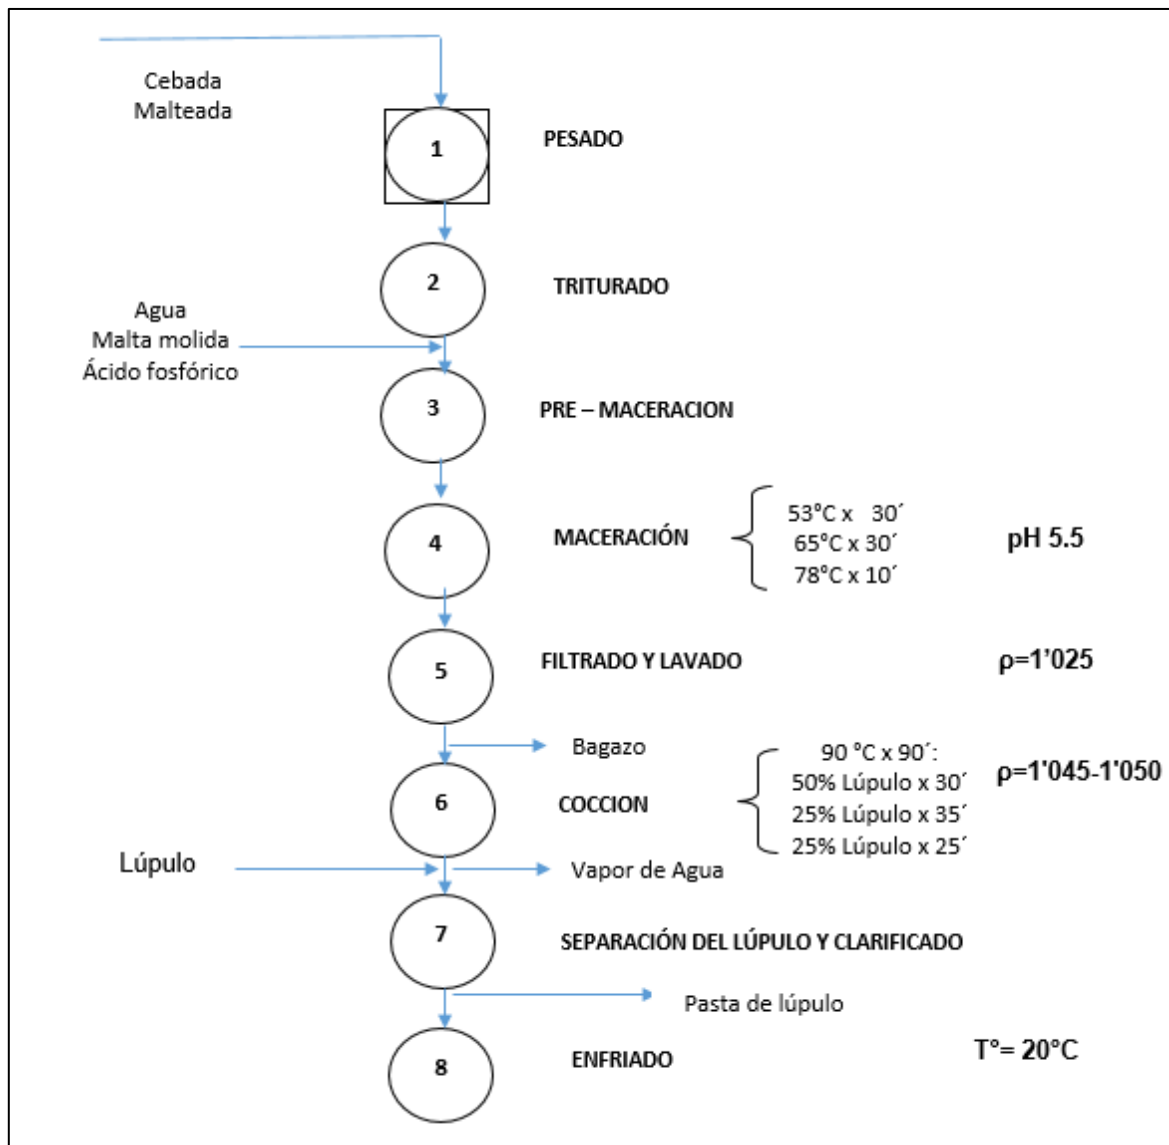 Cebada
Malteada
1
PESADO
2
TRITURADO
Agua
Malta molida
Ácido fosfórico
3
PRE – MACERACION
4
MACERACIÓN
53°C x 30´
65°C x 30´
78°C x 10´
pH 5.5
5
FILTRADO Y LAVADO
ρ=1’025
Bagazo
6
COCCION
90 °C x 90´:
50% Lúpulo x 30´
25% Lúpulo x 35´
25% Lúpulo x 25´
ρ=1'045-1'050
Lúpulo
Vapor de Agua
7
SEPARACIÓN DEL LÚPULO Y CLARIFICADO
Pasta de lúpulo
8
ENFRIADO
T°= 20°C